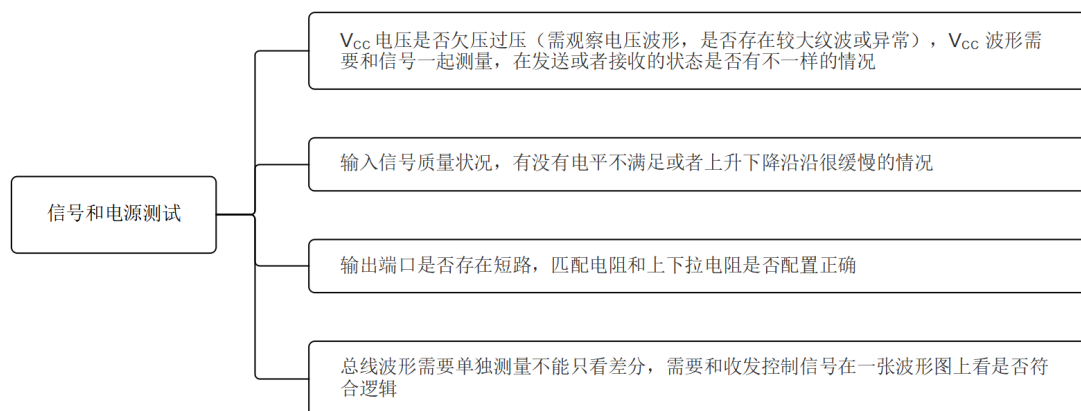 V_CC 电压是否欠压过压（需观察电压波形，是否存在较大纹波或异常），V_CC 波形需
要和信号一起测量，在发送或者接收的状态是否有不一样的情况
输入信号质量状况，有没有电平不满足或者上升下降沿沿很缓慢的情况
信号和电源测试
输出端口是否存在短路，匹配电阻和上下拉电阻是否配置正确
总线波形需要单独测量不能只看差分，需要和收发控制信号在一张波形图上看是否符
合逻辑